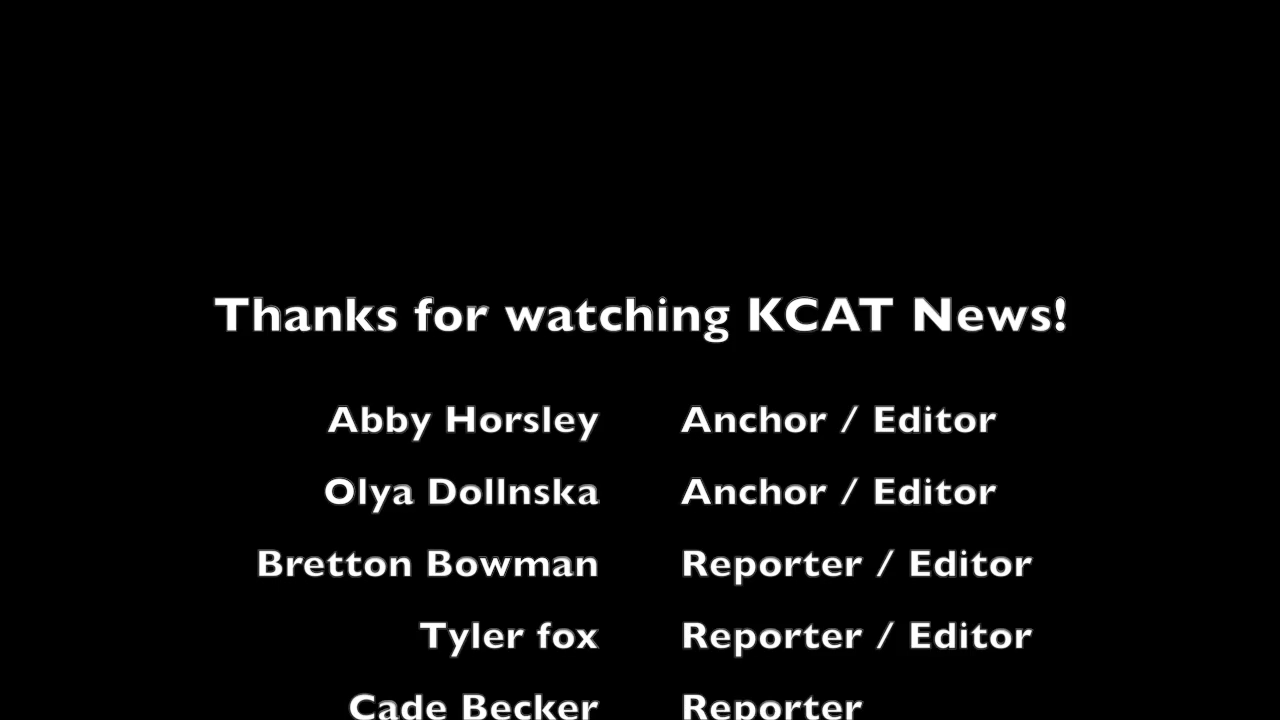 Thanks for watching KCAT News!
Abby Horsley Anchor / Editor
Olya Dollnska Anchor / Editor
Bretton Bowman Reporter / Editor
Tyler fox Reporter / Editor
Cade Becker Reporter